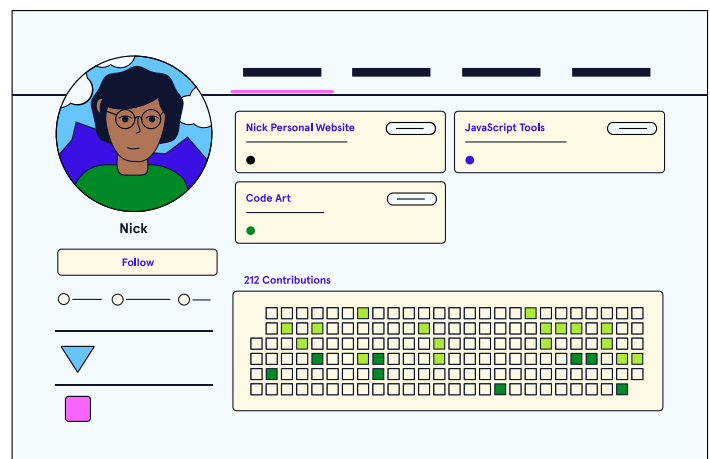 Nick Personal Website
JavaScript Tools
Code Art
Nick
Follow
212 Contributions